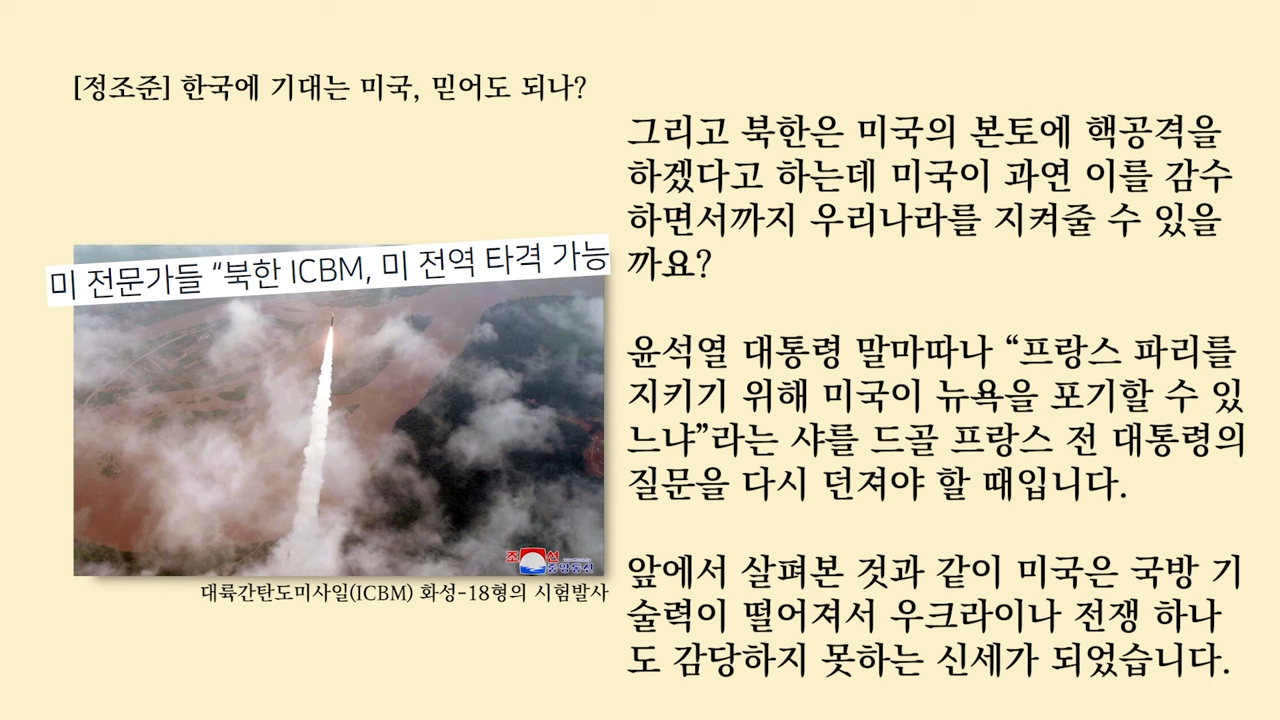 [정조준] 한국에 기대는 미국, 믿어도 되나?
미 전문가들 “북한 ICBM, 미 전역 타격 가능
조선
중앙통신
대륙간탄도미사일(ICBM) 화성-18형의 시험발사
그리고 북한은 미국의 본토에 핵공격을
하겠다고 하는데 미국이 과연 이를 감수
하면서까지 우리나라를 지켜줄 수 있을
까요?
윤석열 대통령 말마따나 “프랑스 파리를
지키기 위해 미국이 뉴욕을 포기할 수 있
느냐”라는 샤를 드골 프랑스 전 대통령의
질문을 다시 던져야 할 때입니다.
앞에서 살펴본 것과 같이 미국은 국방 기
술력이 떨어져서 우크라이나 전쟁 하나
도 감당하지 못하는 신세가 되었습니다.